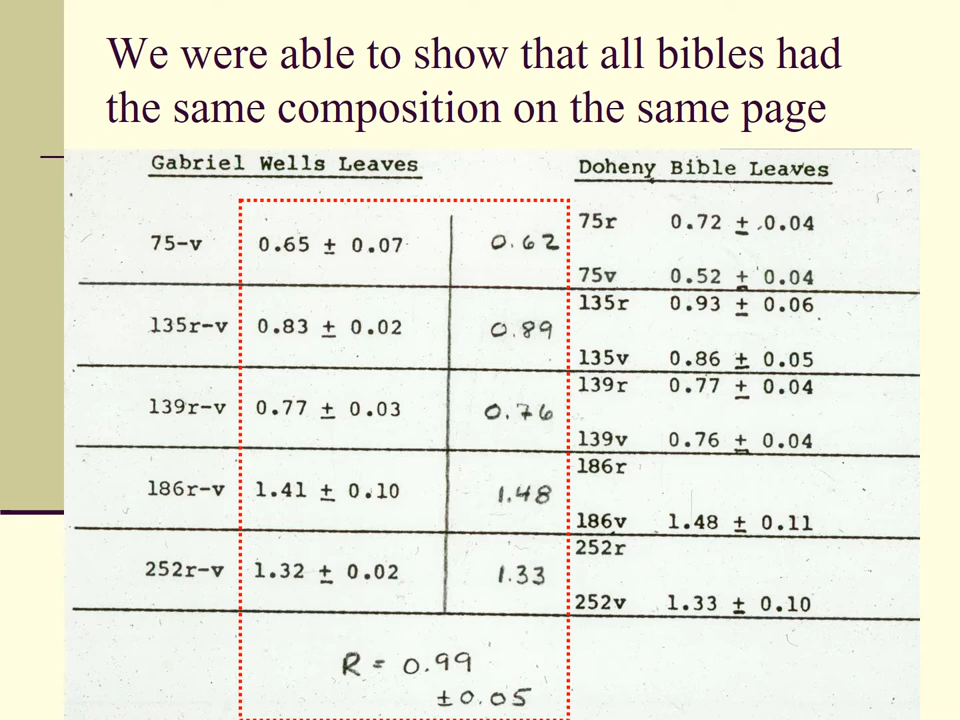 We were able to show that all bibles had
the same composition on the same page
Gabriel Wells Leaves
Doheny Bible Leaves
75-v 0.65 ± 0.07 0.62
75r 0.72 ± 0.04
75v 0.52 ± 0.04
135r-v 0.83 ± 0.02 0.89
135r 0.93 ± 0.06
135v 0.86 ± 0.05
139r-v 0.77 ± 0.03 0.76
139r 0.77 ± 0.04
139v 0.76 ± 0.04
186r-v 1.41 ± 0.10 1.48
186r
186v 1.48 ± 0.11
252r-v 1.32 ± 0.02 1.33
252r
252v 1.33 ± 0.10
R = 0.99
± 0.05